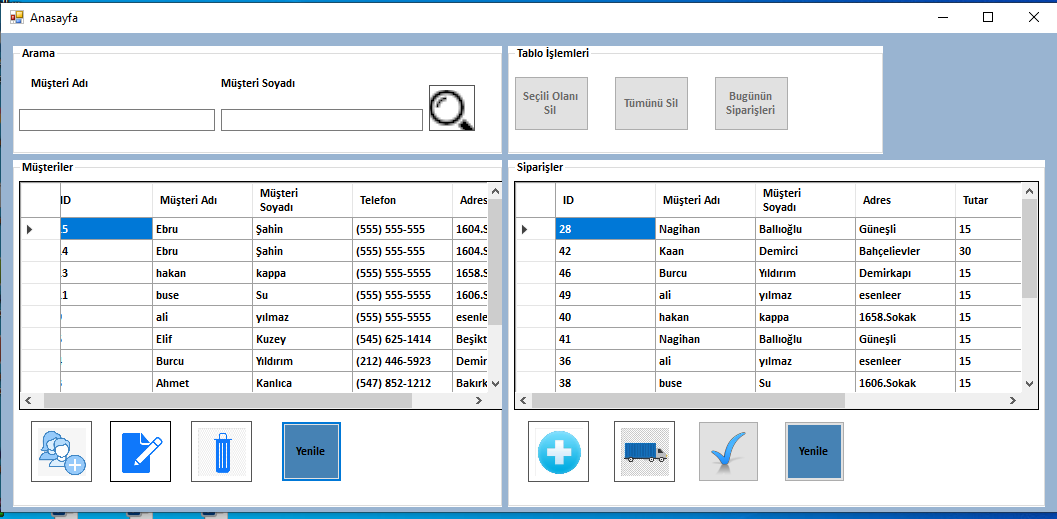 Anasayfa
Arama
Müşteri Adı Müşteri Soyadı
Tablo İşlemleri
Seçili Olanı
Sil
Tümünü Sil
Bugünün
Siparişleri
Müşteriler
ID Müşteri Adı Müşteri Soyadı Telefon Adres
5 Ebru Şahin (555) 555-555 1604.S
4 Ebru Şahin (555) 555-555 1604.S
3 hakan kappa (555) 555-5555 1658.S
1 buse Su (555) 555-5555 1606.S
ali yılmaz (555) 555-5555 esenle
Elif Kuzey (545) 625-1414 Beşikt
Burcu Yıldırım (212) 446-5923 Demir
Ahmet Kanlıca (547) 852-1212 Bakırk
Yenile
Siparişler
ID Müşteri Adı Müşteri Soyadı Adres Tutar
28 Nagihan Ballıoğlu Güneşli 15
42 Kaan Demirci Bahçelievler 30
46 Burcu Yıldırım Demirkapı 15
49 ali yılmaz esenleer 15
40 hakan kappa 1658.Sokak 15
41 Nagihan Ballıoğlu Güneşli 15
36 ali yılmaz esenleer 15
38 buse Su 1606.Sokak 15
Yenile